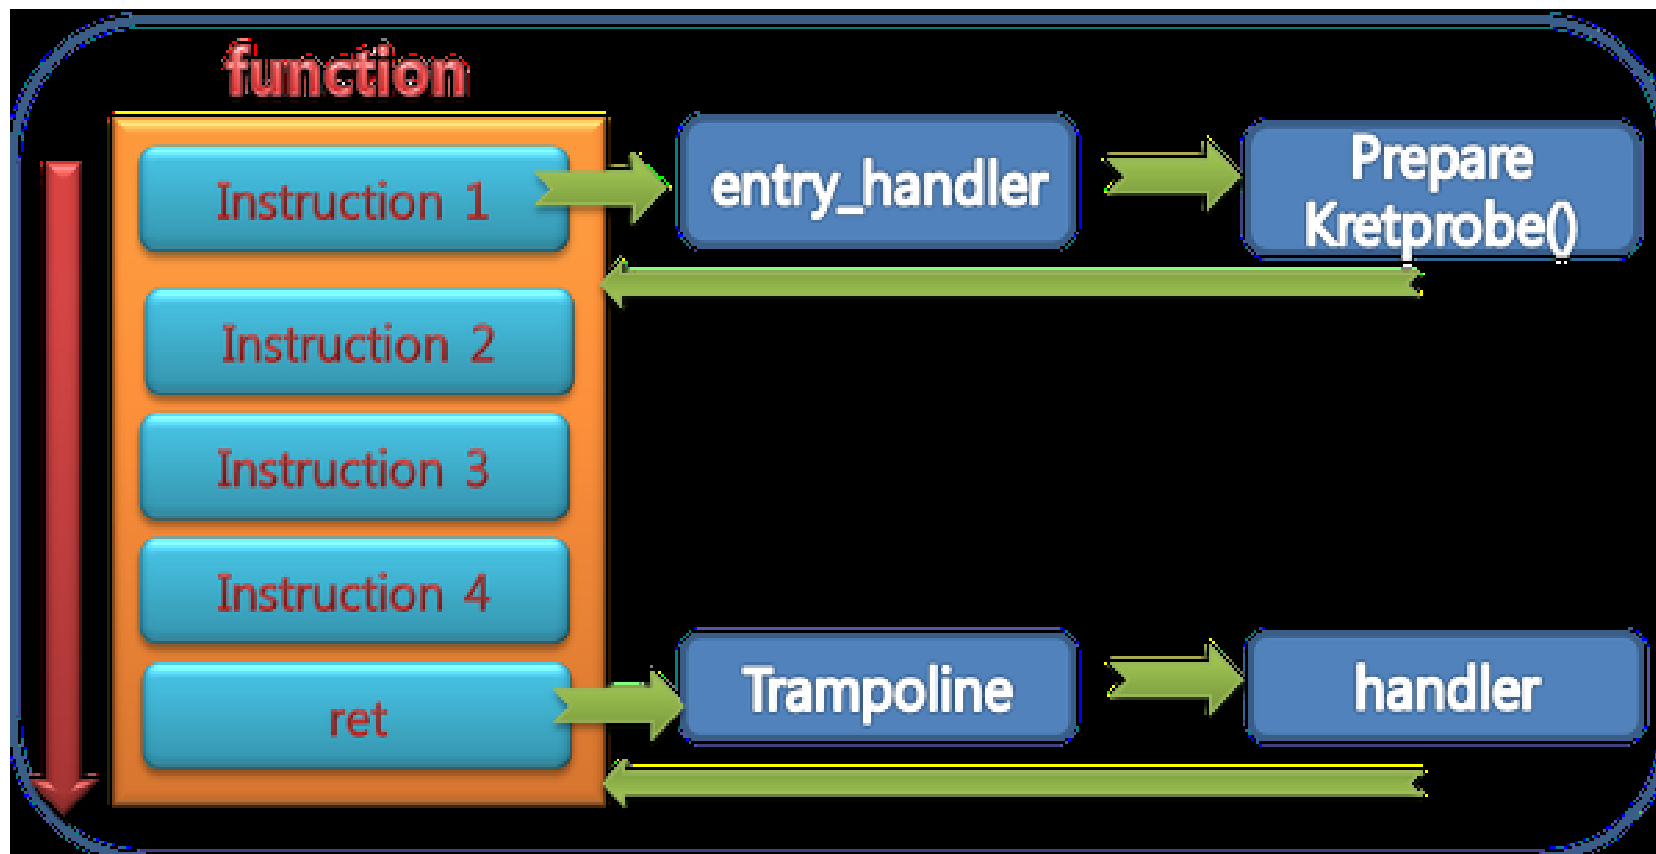 function
Instruction 1
entry_handler
Prepare
Kretprobe()
Instruction 2
Instruction 3
Instruction 4
ret
Trampoline
handler